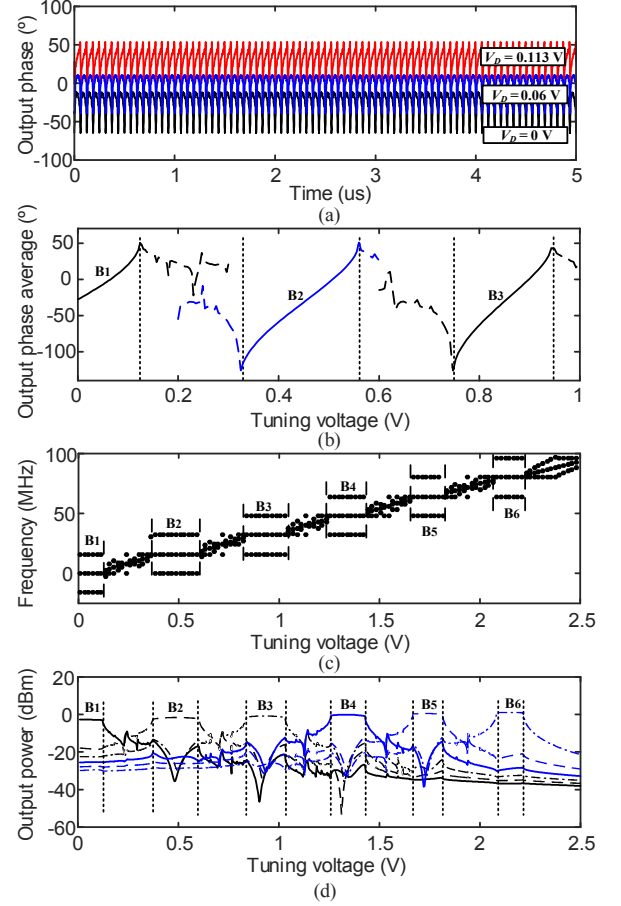 100
50
0
-50
-100
Output phase (º)
V_D = 0.113 V
V_D = 0.06 V
V_D = 0 V
0 1 2 3 4 5
Time (us)
(a)
50
0
-50
-100
Output phase average (º)
B1
B2
B3
0 0.2 0.4 0.6 0.8 1
Tuning voltage (V)
(b)
100
50
0
Frequency (MHz)
B1
B2
B3
B4
B5
B6
0 0.5 1 1.5 2 2.5
Tuning voltage (V)
(c)
20
0
-20
-40
-60
Output power (dBm)
B1 B2 B3 B4 B5 B6
0 0.5 1 1.5 2 2.5
Tuning voltage (V)
(d)